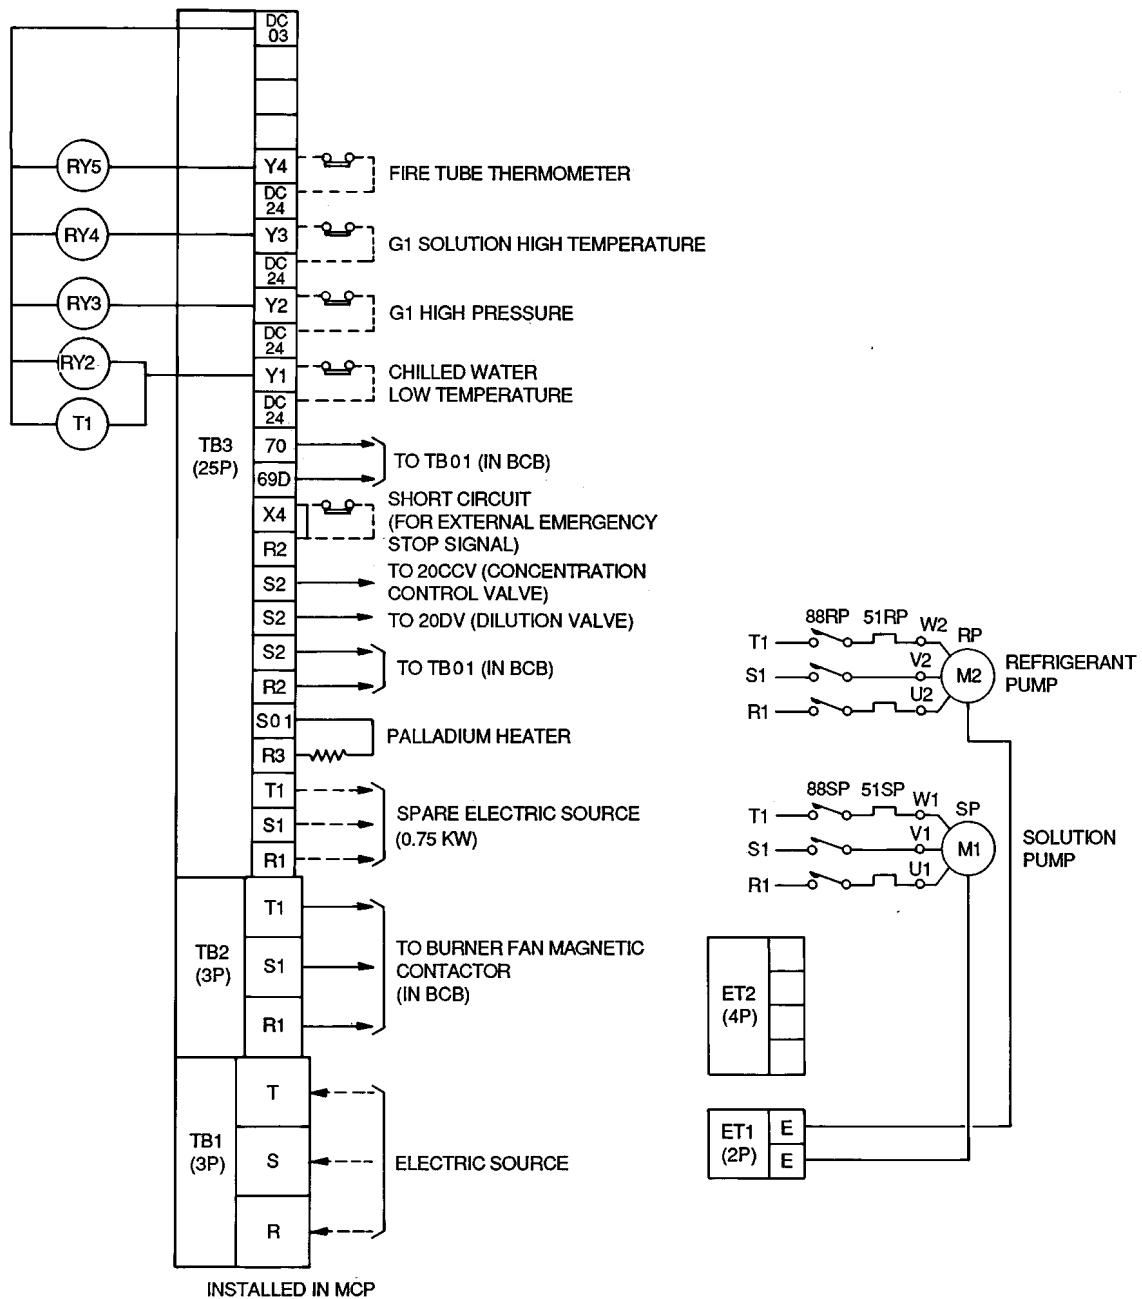 DC
03
RY5
Y4
FIRE TUBE THERMOMETER
DC
24
RY4
Y3
G1 SOLUTION HIGH TEMPERATURE
DC
24
RY3
Y2
G1 HIGH PRESSURE
DC
24
RY2
Y1
CHILLED WATER
LOW TEMPERATURE
DC
24
T1
TB3
(25P)
70
69D
TO TB01 (IN BCB)
X4
R2
SHORT CIRCUIT
(FOR EXTERNAL EMERGENCY
STOP SIGNAL)
S2
TO 20CCV (CONCENTRATION
CONTROL VALVE)
S2
TO 20DV (DILUTION VALVE)
S2
R2
TO TB01 (IN BCB)
S01
R3
PALLADIUM HEATER
T1
S1
R1
SPARE ELECTRIC SOURCE
(0.75 KW)
TB2
(3P)
T1
S1
R1
TO BURNER FAN MAGNETIC
CONTACTOR
(IN BCB)
TB1
(3P)
T
S
R
ELECTRIC SOURCE
INSTALLED IN MCP
88RP 51RP W2 RP
T1
S1 V2 M2
R1 U2
REFRIGERANT
PUMP
88SP 51SP W1 SP
T1
S1 V1 M1
R1 U1
SOLUTION
PUMP
ET2
(4P)
ET1
(2P)
E
E